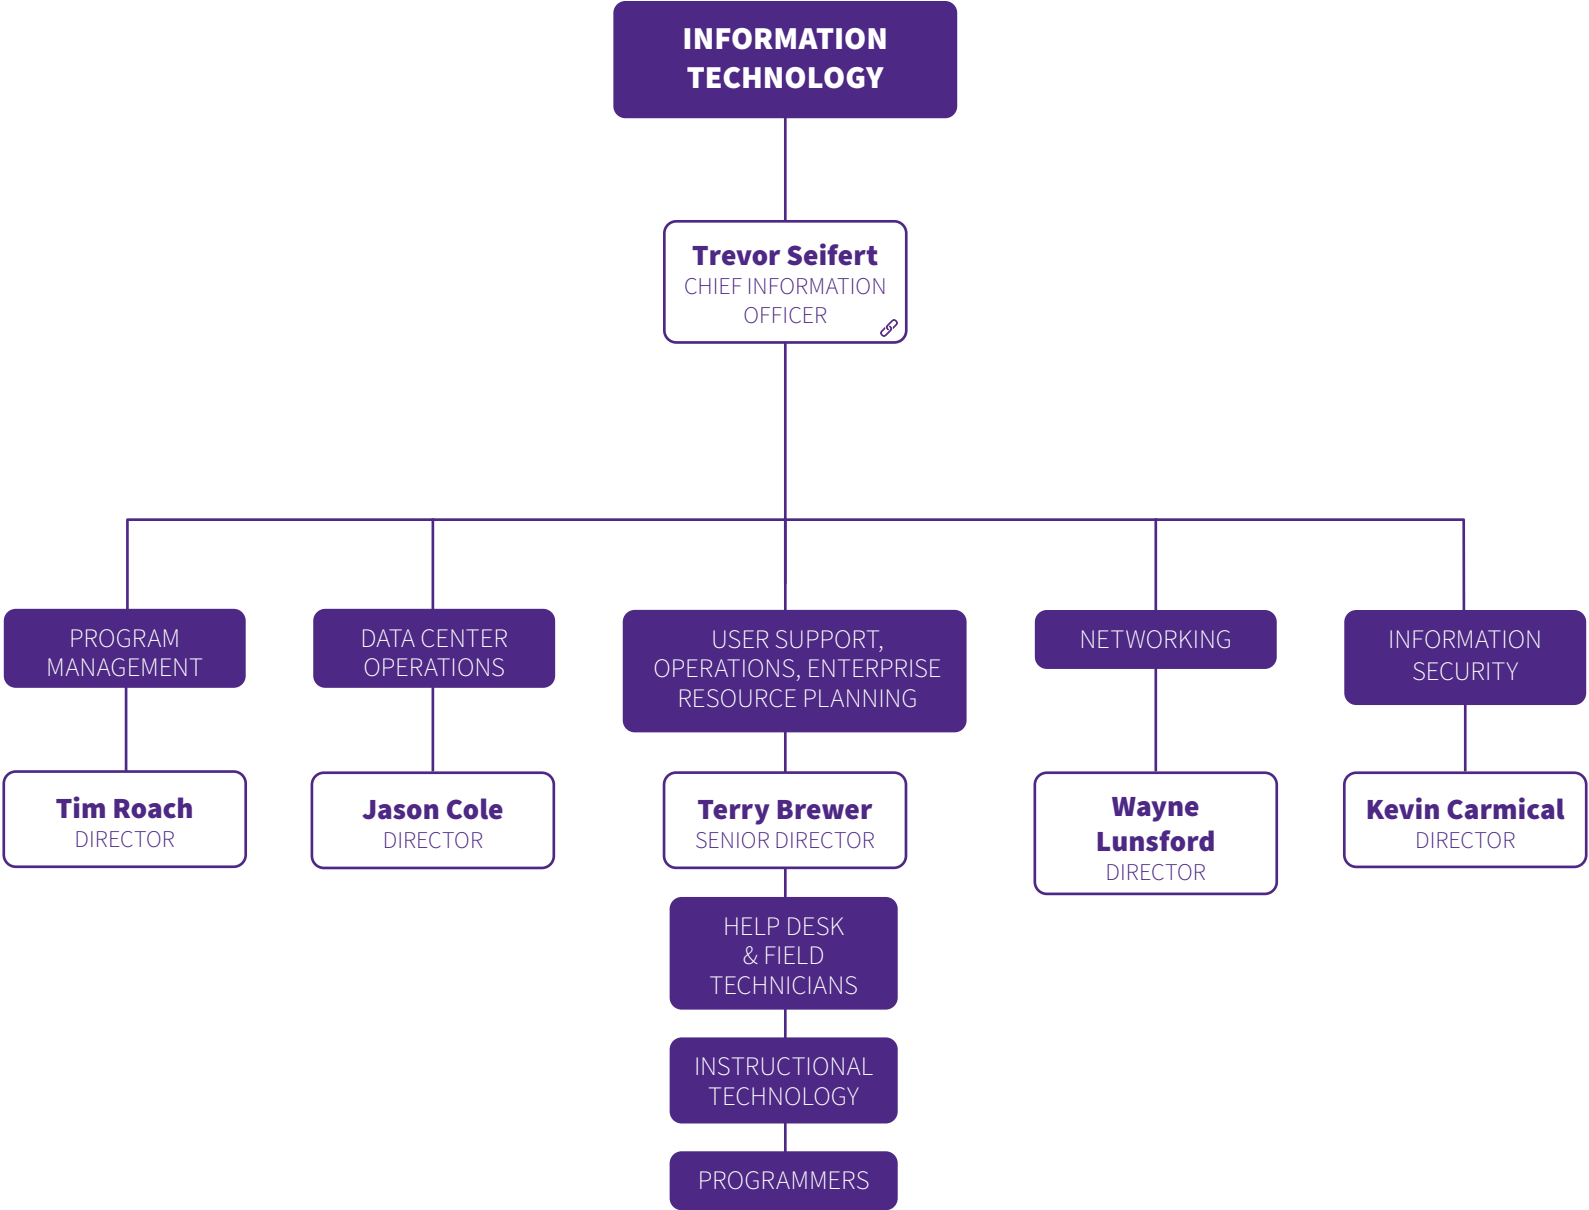 INFORMATION
TECHNOLOGY
Trevor Seifert
CHIEF INFORMATION
OFFICER
PROGRAM
MANAGEMENT
DATA CENTER
OPERATIONS
USER SUPPORT,
OPERATIONS, ENTERPRISE
RESOURCE PLANNING
NETWORKING
INFORMATION
SECURITY
Tim Roach
DIRECTOR
Jason Cole
DIRECTOR
Terry Brewer
SENIOR DIRECTOR
Wayne
Lunsford
DIRECTOR
Kevin Carmical
DIRECTOR
HELP DESK
& FIELD
TECHNICIANS
INSTRUCTIONAL
TECHNOLOGY
PROGRAMMERS